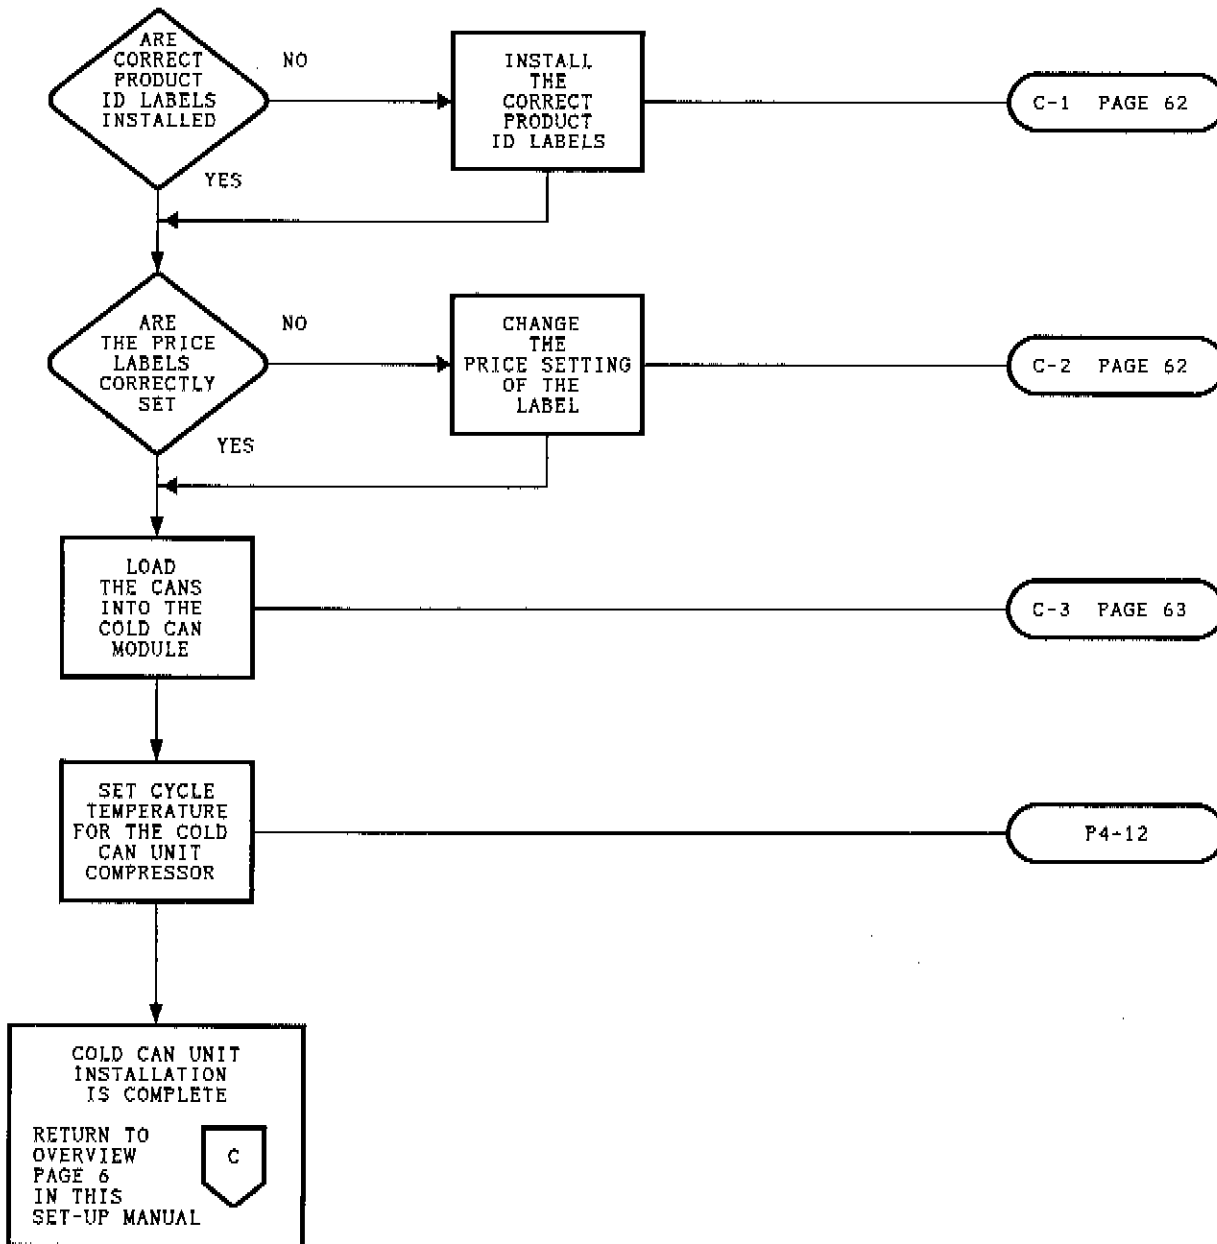 ARE
CORRECT
PRODUCT
ID LABELS
INSTALLED
NO
INSTALL
THE
CORRECT
PRODUCT
ID LABELS
C-1 PAGE 62
YES
ARE
THE PRICE
LABELS
CORRECTLY
SET
NO
CHANGE
THE
PRICE SETTING
OF THE
LABEL
C-2 PAGE 62
YES
LOAD
THE CANS
INTO THE
COLD CAN
MODULE
C-3 PAGE 63
SET CYCLE
TEMPERATURE
FOR THE COLD
CAN UNIT
COMPRESSOR
P4-12
COLD CAN UNIT
INSTALLATION
IS COMPLETE
RETURN TO
OVERVIEW
PAGE 6
IN THIS
SET-UP MANUAL
C